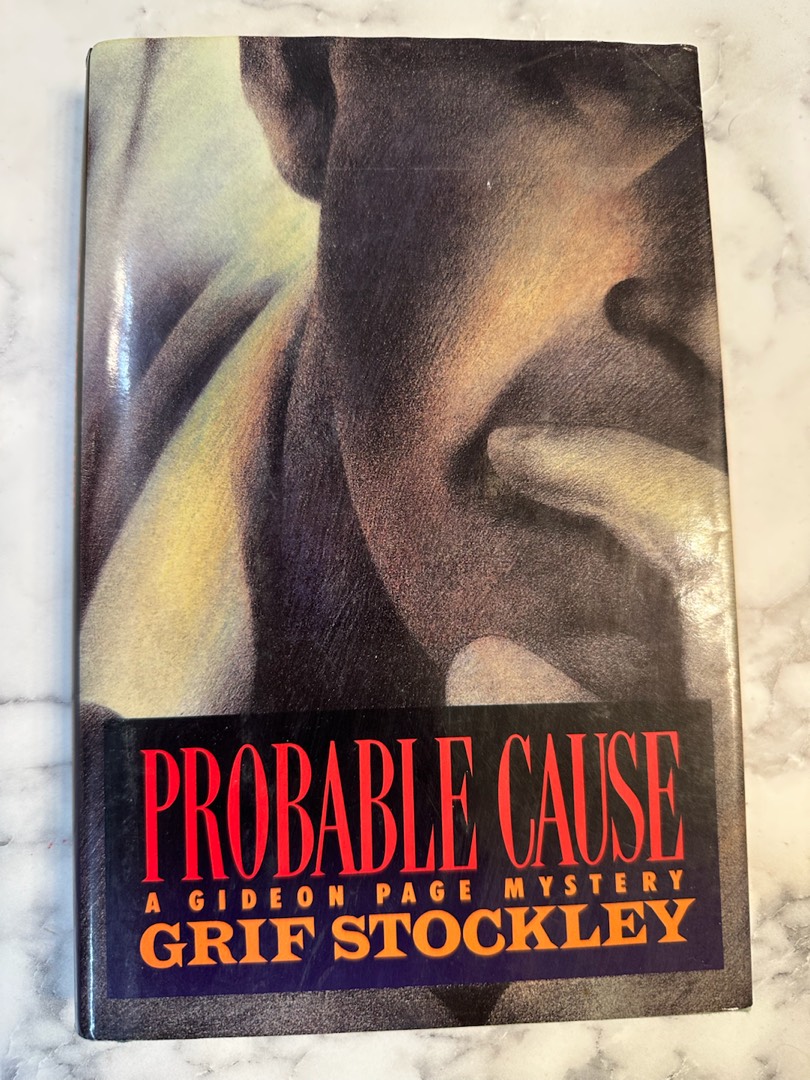 PROBABLE CAUSE
A GIDEON PAGE MYSTERY
GRIF STOCKLEY